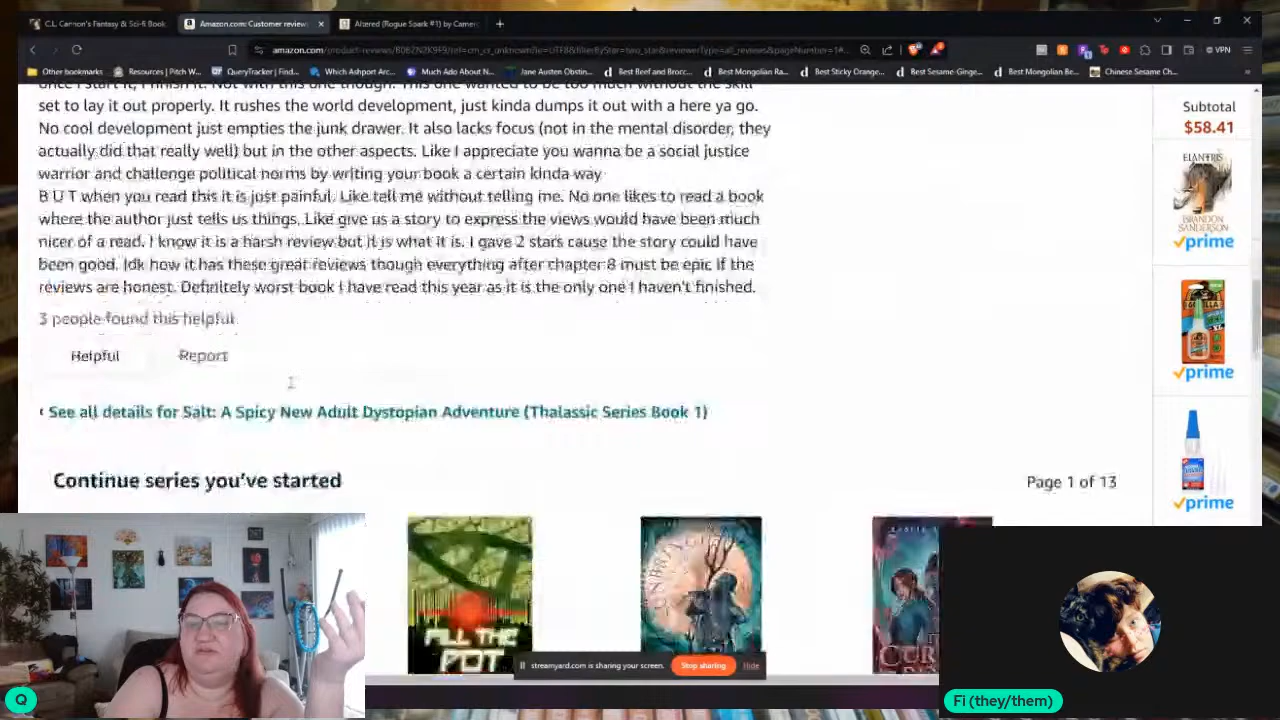 C.L. Cannon's Fantasy & Sci-fi Book
Amazon.com: Customer review
Altered (Rogue Spark #1) by Camer
amazon.com/product-reviews/
VPN
Other bookmarks
Resources | Pitch W...
QueryTracker | Find...
Which Ashport Arc...
Much Ado About N...
Jane Austen Obstin...
Best Beef and Brocc...
Best Mongolian Ra...
Best Sticky Orange...
Best Sesame-Ginge...
Best Mongolian Be...
Chinese Sesame Ch...
once I start it, I finish it. Not with this one though. This one wanted to be too much without the skill
set to lay it out properly. It rushes the world development, just kinda dumps it out with a here ya go.
No cool development just empties the junk drawer. It also lacks focus (not in the mental disorder, they
actually did that really well) but in the other aspects. Like I appreciate you wanna be a social justice
warrior and challenge political norms by writing your book a certain kinda way
B U T when you read this it is just painful. Like tell me without telling me. No one likes to read a book
where the author just tells us things. Like give us a story to express the views would have been much
nicer of a read. I know it is a harsh review but it is what it is. I gave 2 stars cause the story could have
been good. Idk how it has these great reviews though everything after chapter 8 must be epic if the
reviews are honest. Definitely worst book I have read this year as it is the only one I haven't finished.
3 people found this helpful
Helpful
Report
‹ See all details for Salt: A Spicy New Adult Dystopian Adventure (Thalassic Series Book 1)
Continue series you've started
Page 1 of 13
Subtotal
$58.41
ELANTRIS
BRANDON
SANDERSON
prime
GORILLA
prime
prime
ALL THE
ROT
streamyard.com is sharing your screen.
Stop sharing
Hide
Q
Fi (they/them)